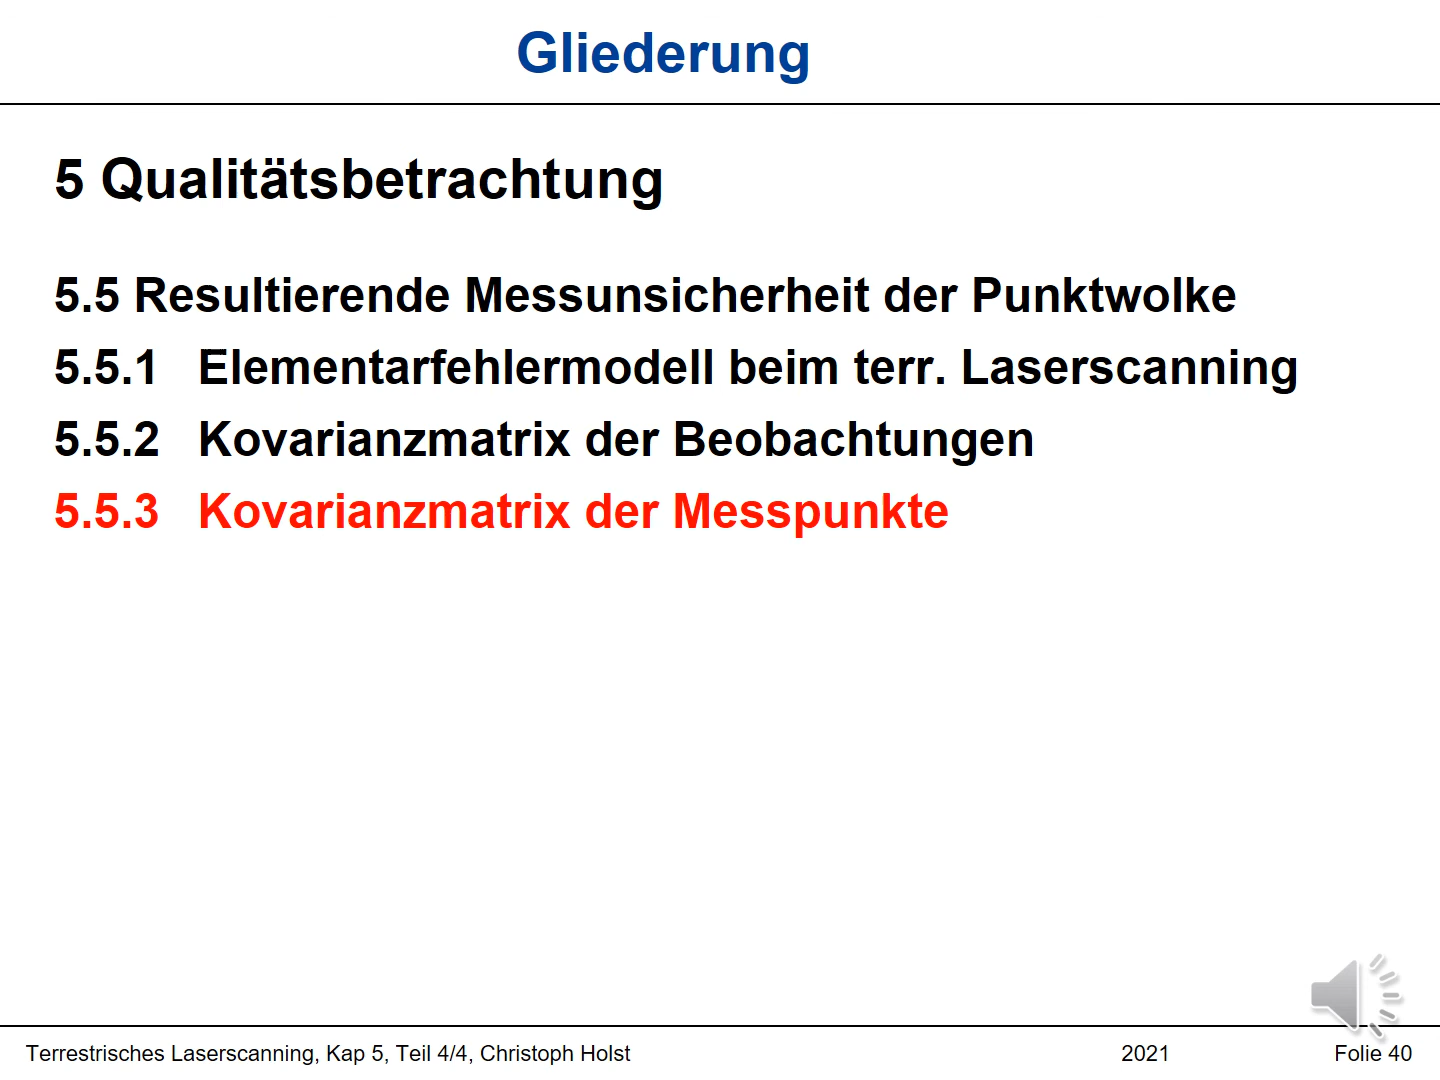 Gliederung
5 Qualitätsbetrachtung
5.5 Resultierende Messunsicherheit der Punktwolke
5.5.1 Elementarfehlermodell beim terr. Laserscanning
5.5.2 Kovarianzmatrix der Beobachtungen
5.5.3 Kovarianzmatrix der Messpunkte
Terrestrisches Laserscanning, Kap 5, Teil 4/4, Christoph Holst 2021 Folie 40